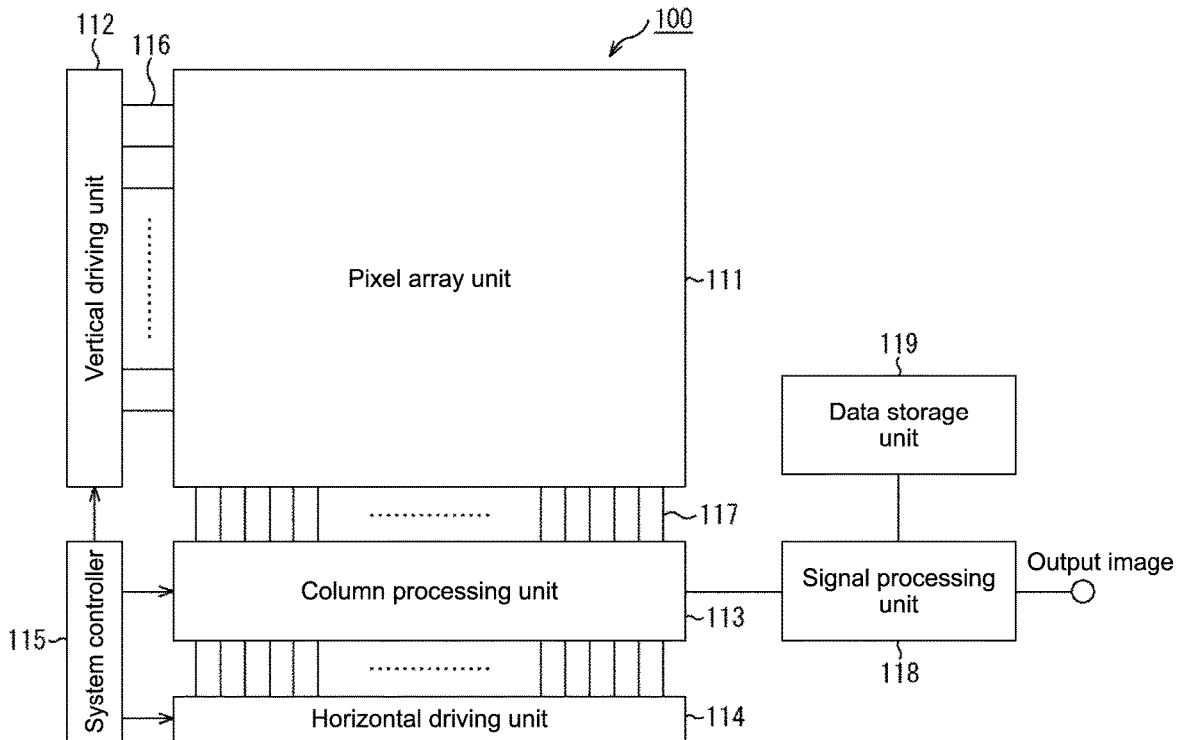 100
112
116
Vertical driving unit
Pixel array unit
111
119
Data storage
unit
117
System controller
115
Column processing unit
113
Signal processing
unit
118
Output image
Horizontal driving unit
114